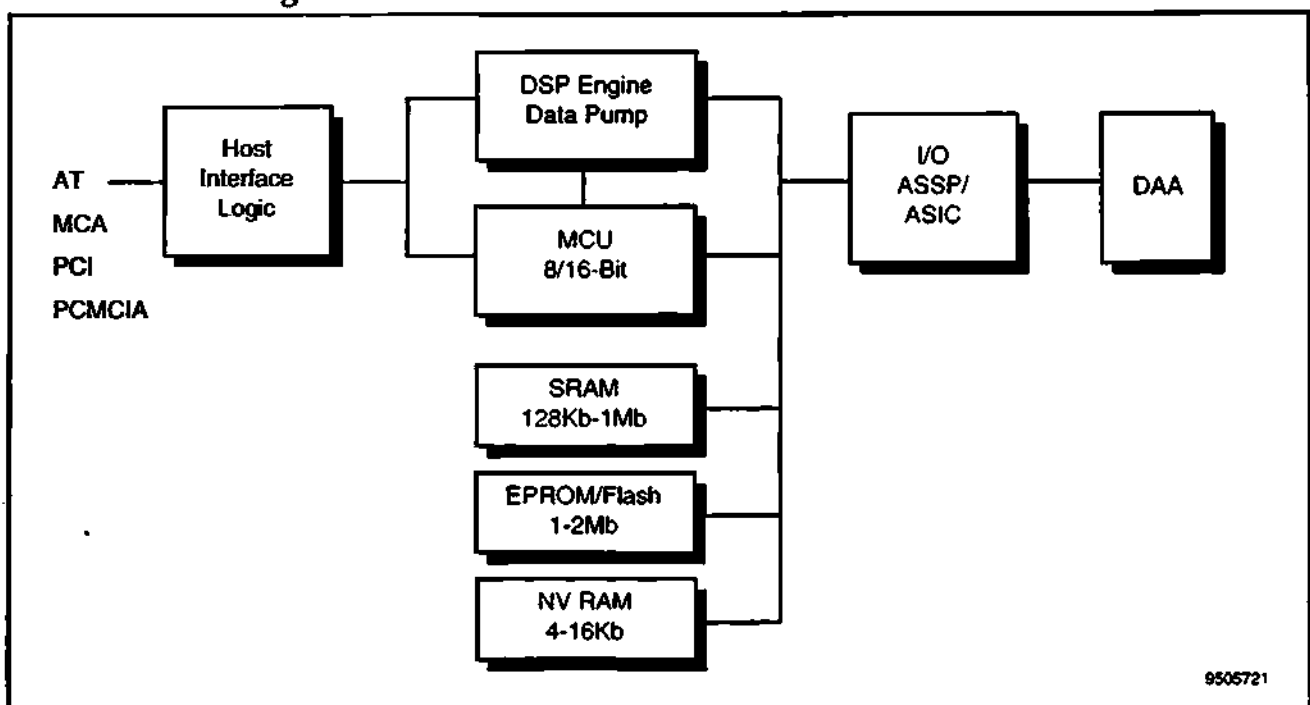 DSP Engine
Data Pump
Host
Interface
Logic
AT
MCA
PCI
PCMCIA
MCU
8/16-Bit
I/O
ASSP/
ASIC
DAA
SRAM
128Kb-1Mb
EPROM/Flash
1-2Mb
NV RAM
4-16Kb
9505721